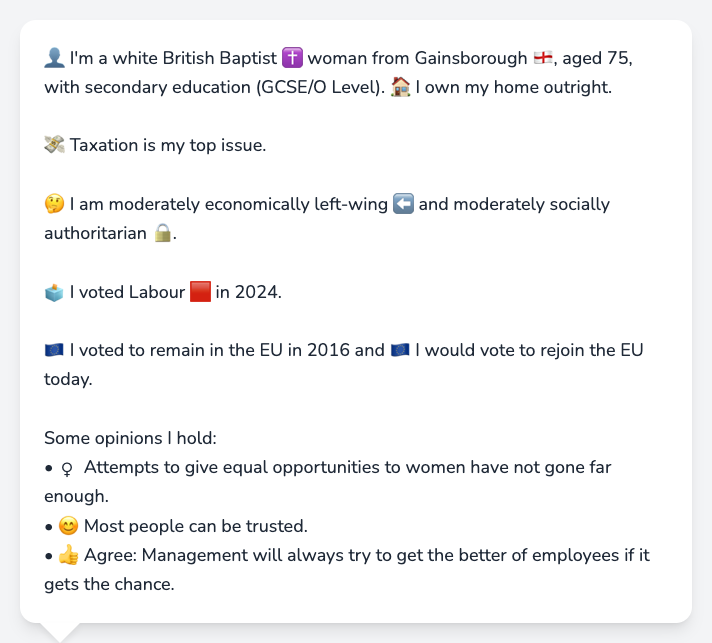 👤 I'm a white British Baptist ✝️ woman from Gainsborough 🏴󠁧󠁢󠁥󠁮󠁧󠁿, aged 75,
with secondary education (GCSE/O Level). 🏠 I own my home outright.
💸 Taxation is my top issue.
🤔 I am moderately economically left-wing ⬅️ and moderately socially
authoritarian 🔒.
🗳️ I voted Labour 🟥 in 2024.
🇪🇺 I voted to remain in the EU in 2016 and 🇪🇺 I would vote to rejoin the EU
today.
Some opinions I hold:
• ♀ Attempts to give equal opportunities to women have not gone far
enough.
• 😊 Most people can be trusted.
• 👍 Agree: Management will always try to get the better of employees if it
gets the chance.